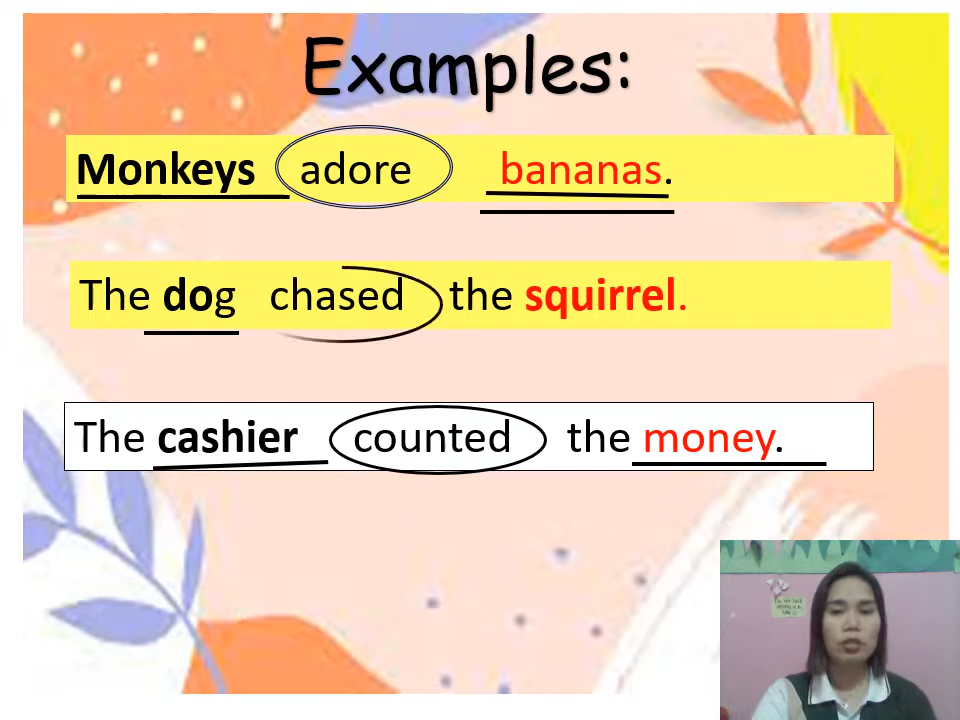 Examples:
Monkeys adore bananas.
The dog chased the squirrel.
The cashier counted the money.